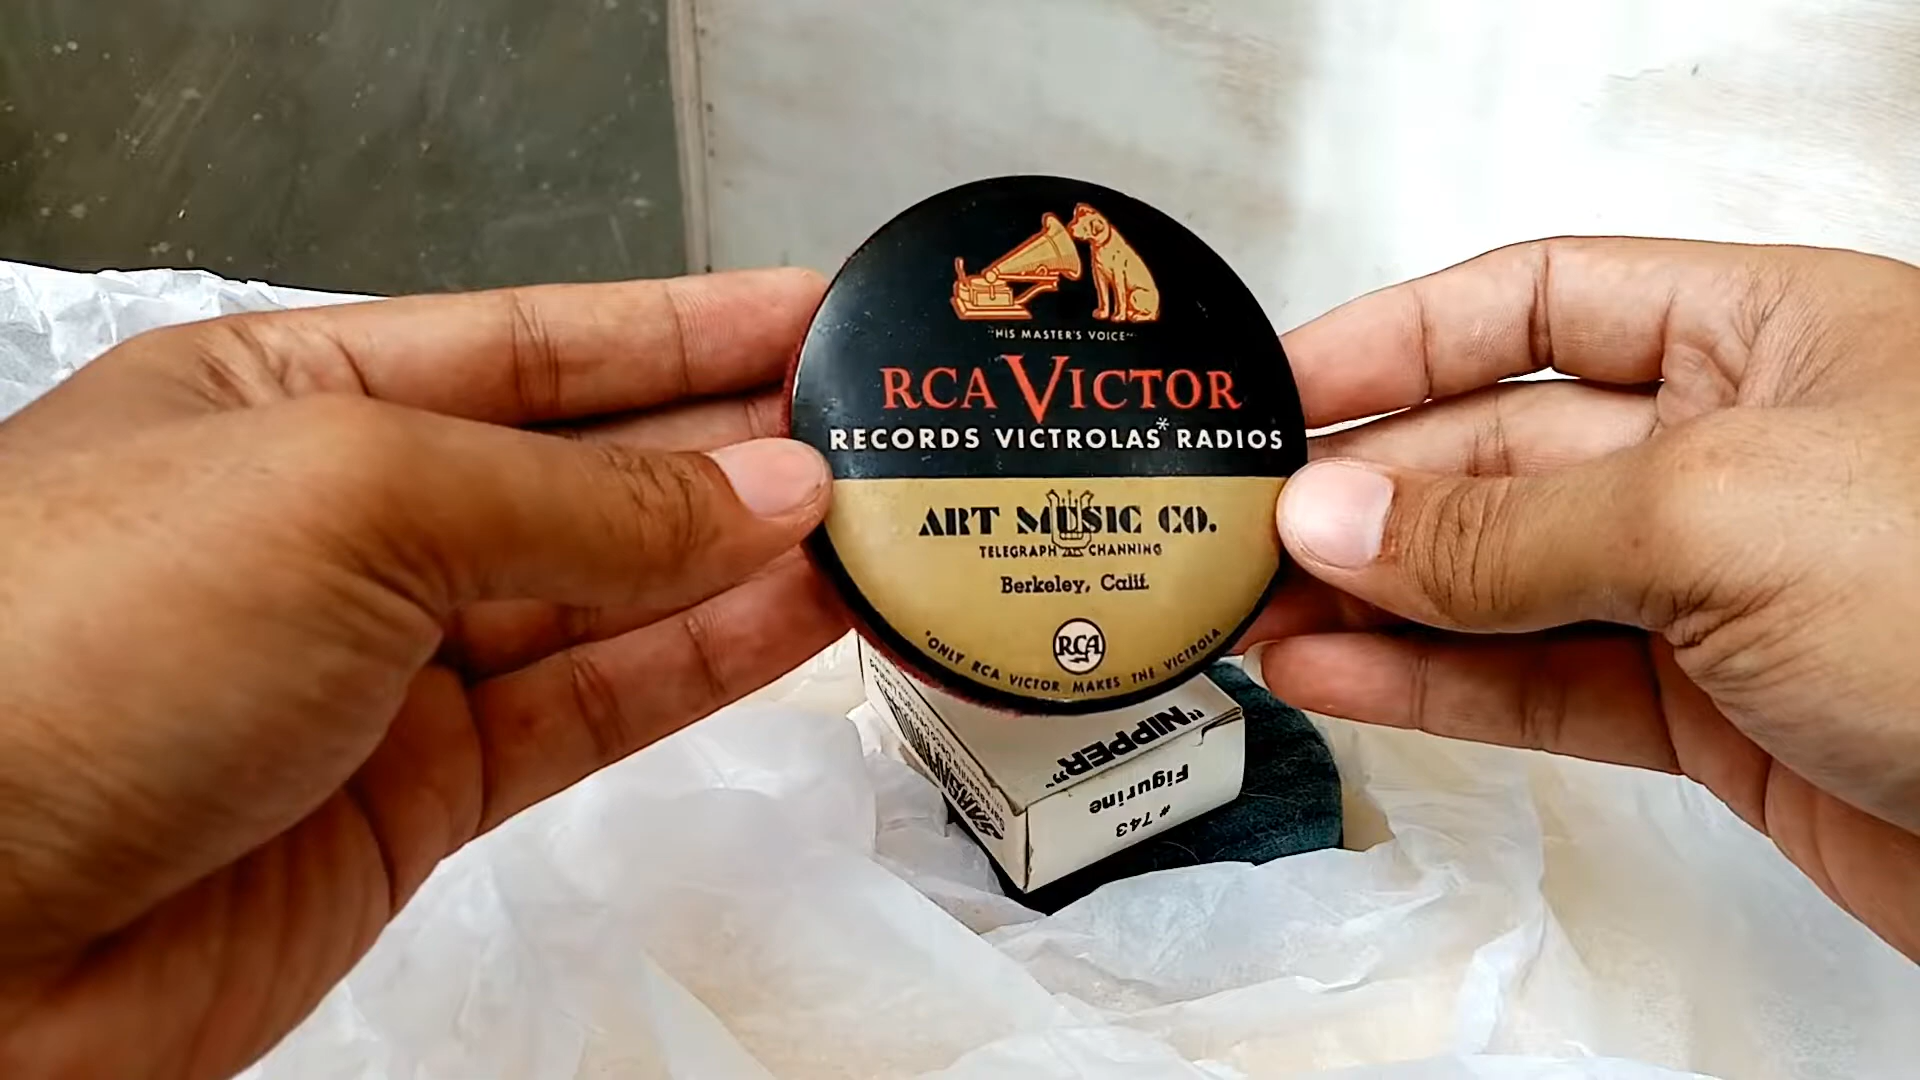 "HIS MASTER'S VOICE"
RCA VICTOR
RECORDS VICTROLAS* RADIOS
ART MUSIC CO.
TELEGRAPH AT CHANNING
Berkeley, Calif.
RCA
*ONLY RCA VICTOR MAKES THE VICTROLA
"NIPPER"
Figurine
# 743